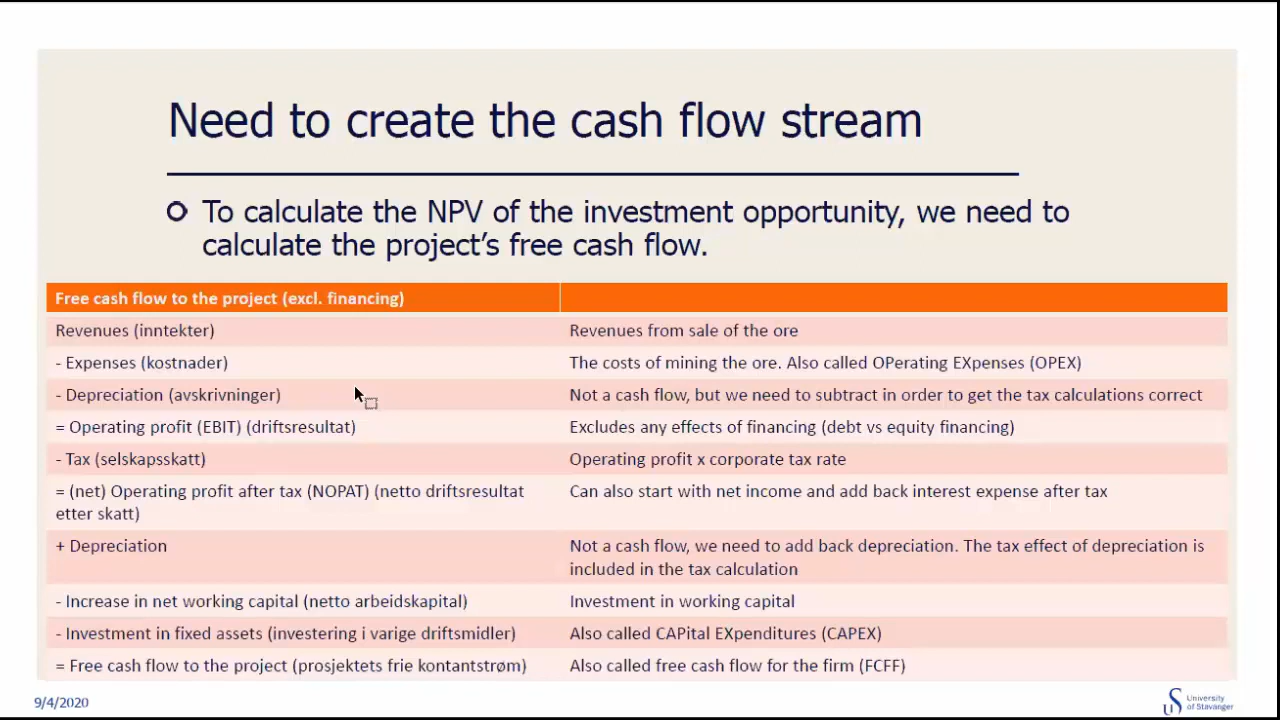 Need to create the cash flow stream
To calculate the NPV of the investment opportunity, we need to
calculate the project's free cash flow.
Free cash flow to the project (excl. financing)
Revenues (inntekter)
Revenues from sale of the ore
- Expenses (kostnader)
The costs of mining the ore. Also called OPerating EXpenses (OPEX)
- Depreciation (avskrivninger)
Not a cash flow, but we need to subtract in order to get the tax calculations correct
= Operating profit (EBIT) (driftsresultat)
Excludes any effects of financing (debt vs equity financing)
- Tax (selskapsskatt)
Operating profit x corporate tax rate
= (net) Operating profit after tax (NOPAT) (netto driftsresultat
etter skatt)
Can also start with net income and add back interest expense after tax
+ Depreciation
Not a cash flow, we need to add back depreciation. The tax effect of depreciation is
included in the tax calculation
- Increase in net working capital (netto arbeidskapital)
Investment in working capital
- Investment in fixed assets (investering i varige driftsmidler)
Also called CAPital EXpenditures (CAPEX)
= Free cash flow to the project (prosjektets frie kontantstrøm)
Also called free cash flow for the firm (FCFF)
9/4/2020
University
of Stavanger